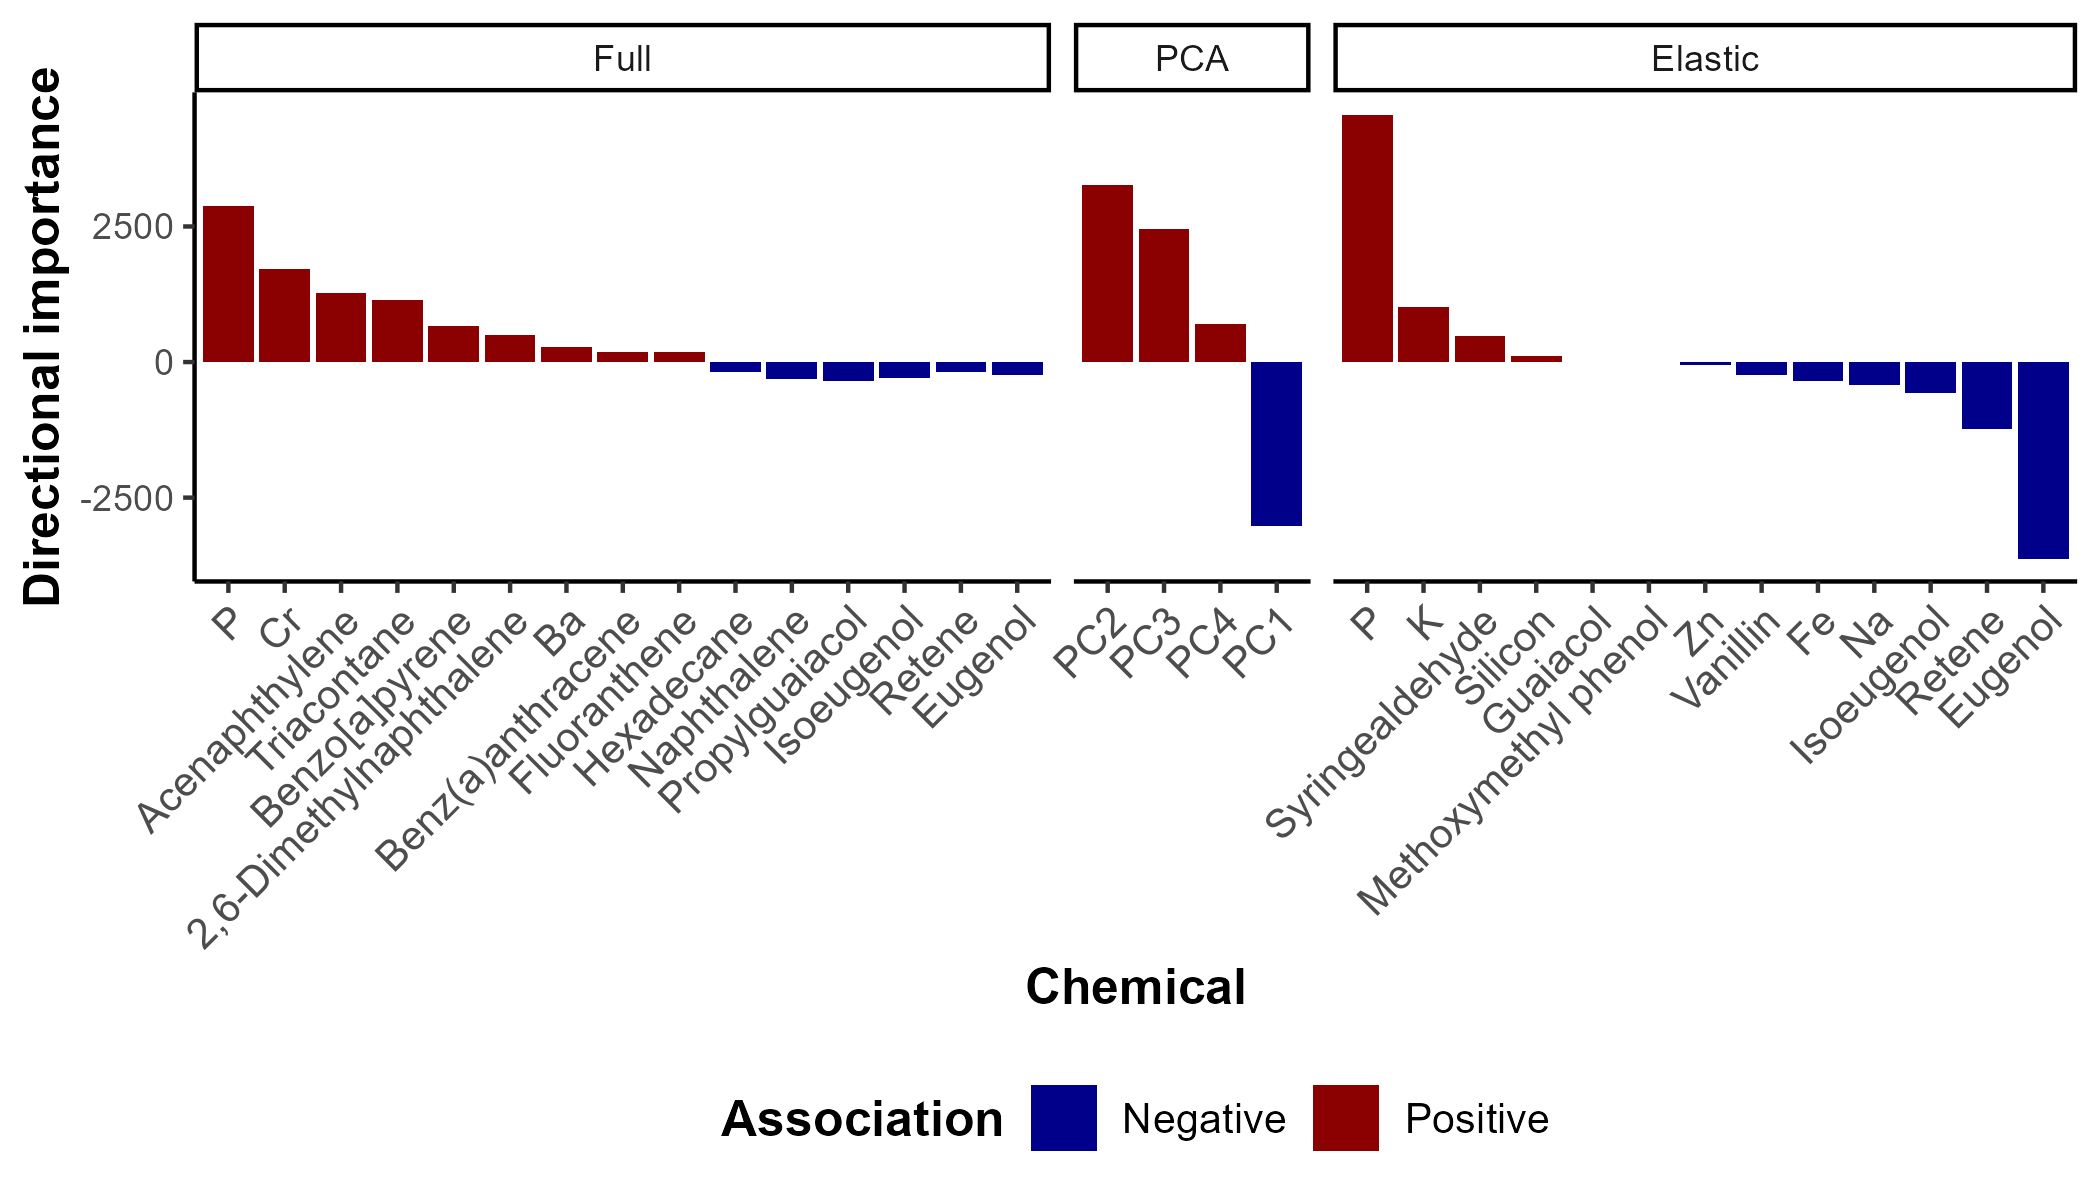 Full
PCA
Elastic
Directional importance
2500
0
-2500
P
Cr
Acenaphthylene
Triacontane
Benzo[a]pyrene
2,6-Dimethylnaphthalene
Ba
Benz(a)anthracene
Fluoranthene
Hexadecane
Naphthalene
Propylguaiacol
Isoeugenol
Retene
Eugenol
PC2
PC3
PC4
PC1
P
K
Syringealdehyde
Silicon
Guaiacol
Methoxymethyl phenol
Zn
Vanillin
Fe
Na
Isoeugenol
Retene
Eugenol
Chemical
Association
Negative
Positive